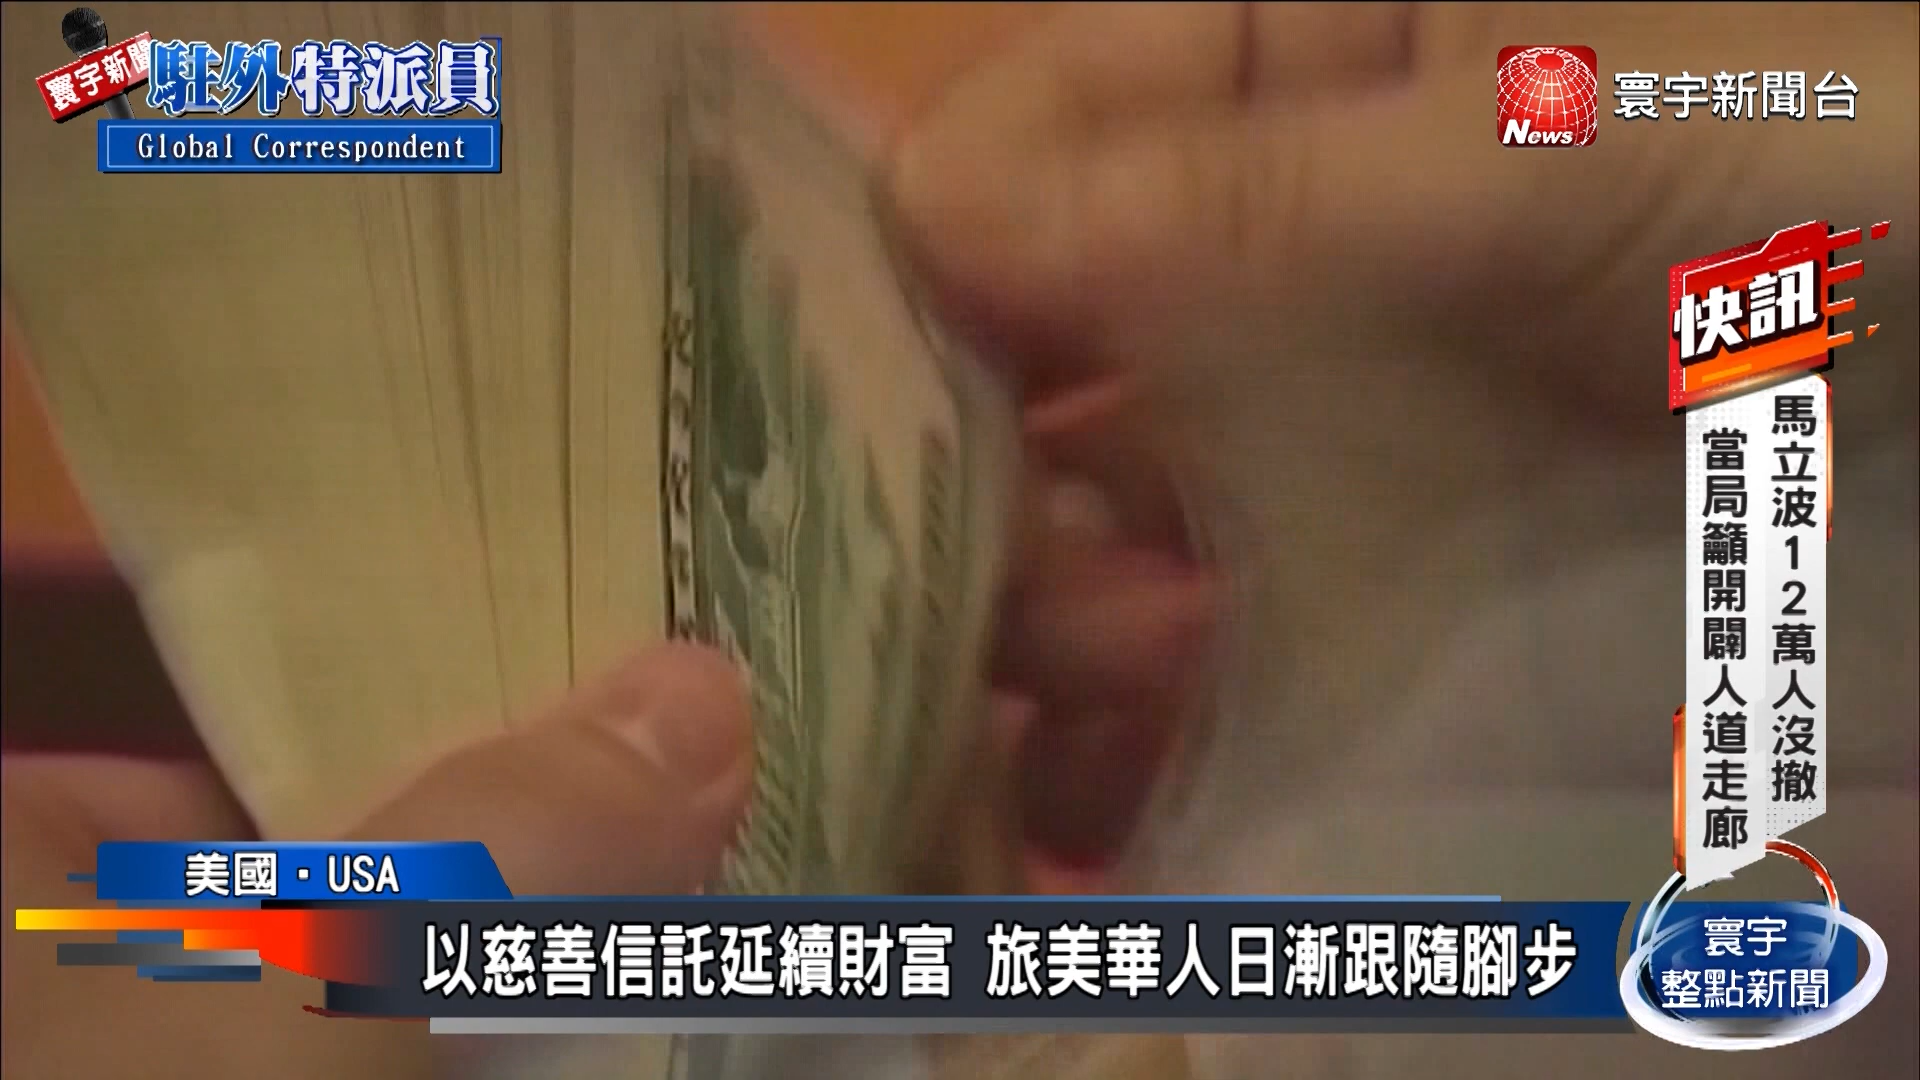 寰宇新聞
駐外特派員
Global Correspondent
News
寰宇新聞台
快訊
馬立波12萬人沒撤
當局籲開闢人道走廊
美國·USA
以慈善信託延續財富 旅美華人日漸跟隨腳步
寰宇
整點新聞